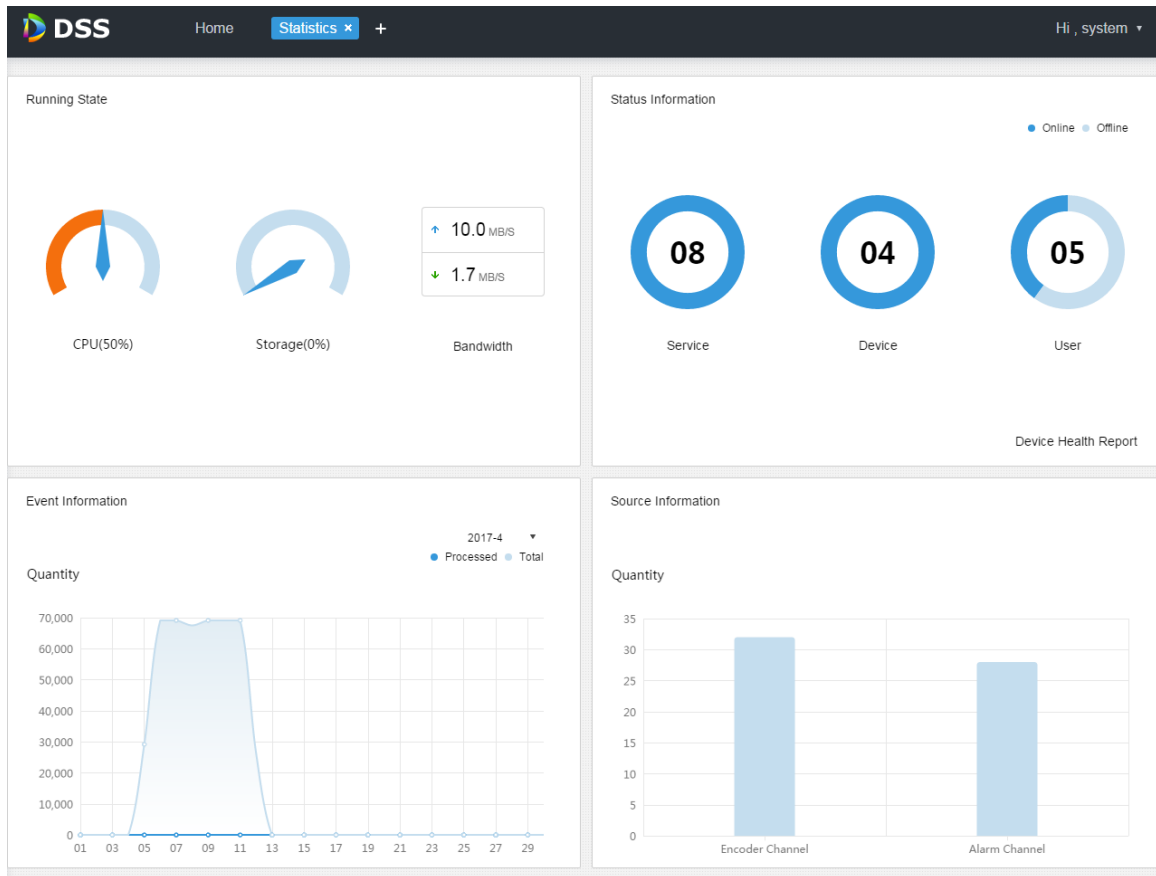 DSS Home Statistics × + Hi , system ▾
Running State
↑ 10.0 MB/S
↓ 1.7 MB/S
CPU(50%) Storage(0%) Bandwidth
Status Information
Online Offline
08 04 05
Service Device User
Device Health Report
Event Information
2017-4 ▾
Processed Total
Quantity
70,000
60,000
50,000
40,000
30,000
20,000
10,000
0
01 03 05 07 09 11 13 15 17 19 21 23 25 27 29
Source Information
Quantity
35
30
25
20
15
10
5
0
Encoder Channel Alarm Channel